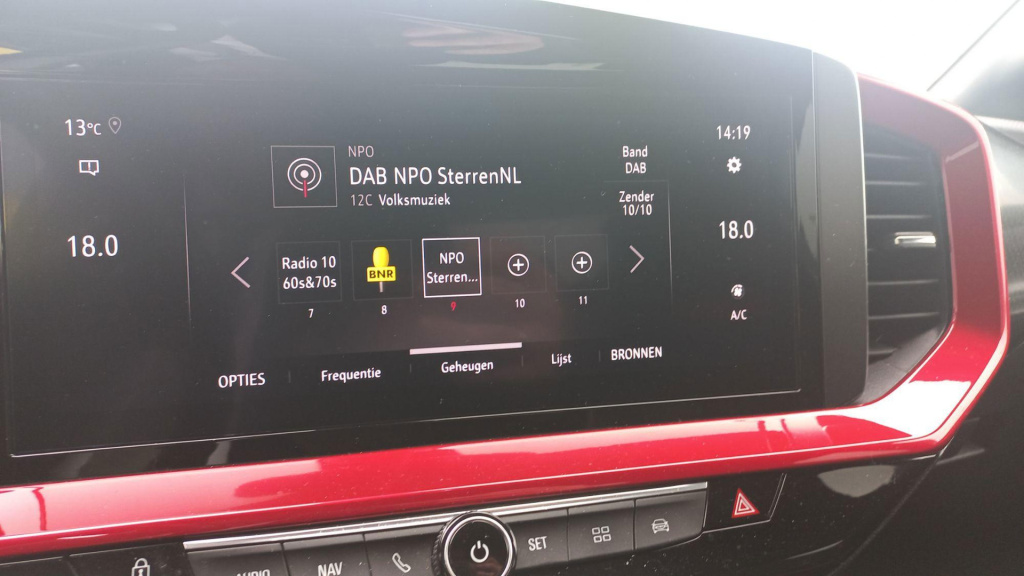 13°C
14:19
NPO
DAB NPO SterrenNL
12C Volksmuziek
Band
DAB
Zender
10/10
18.0
18.0
Radio 10
60s&70s
BNR
NPO
Sterren...
7
8
9
10
11
A/C
OPTIES
Frequentie
Geheugen
Lijst
BRONNEN
AUDIO
NAV
SET